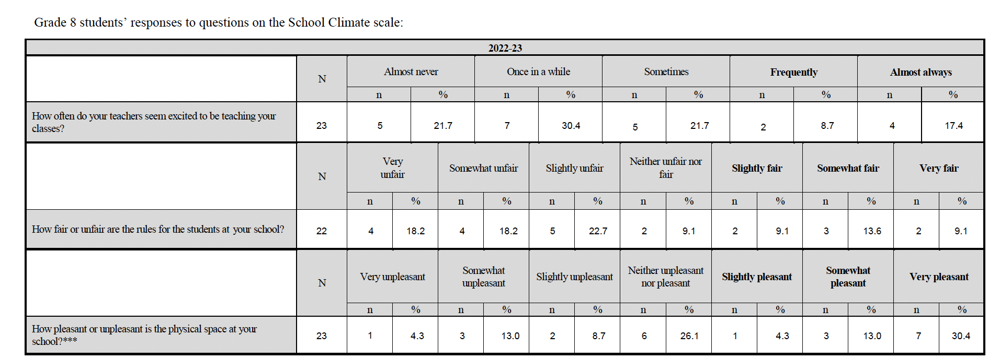 Grade 8 students’ responses to questions on the School Climate scale:
2022-23
N Almost never Once in a while Sometimes Frequently Almost always
n % n % n % n % n %
How often do your teachers seem excited to be teaching your
classes?
23 5 21.7 7 30.4 5 21.7 2 8.7 4 17.4
N Very
unfair Somewhat unfair Slightly unfair Neither unfair nor
fair Slightly fair Somewhat fair Very fair
n % n % n % n % n % n % n %
How fair or unfair are the rules for the students at your school? 22 4 18.2 4 18.2 5 22.7 2 9.1 2 9.1 3 13.6 2 9.1
N Very unpleasant Somewhat
unpleasant Slightly unpleasant Neither unpleasant
nor pleasant Slightly pleasant Somewhat
pleasant Very pleasant
n % n % n % n % n % n % n %
How pleasant or unpleasant is the physical space at your
school?***
23 1 4.3 3 13.0 2 8.7 6 26.1 1 4.3 3 13.0 7 30.4